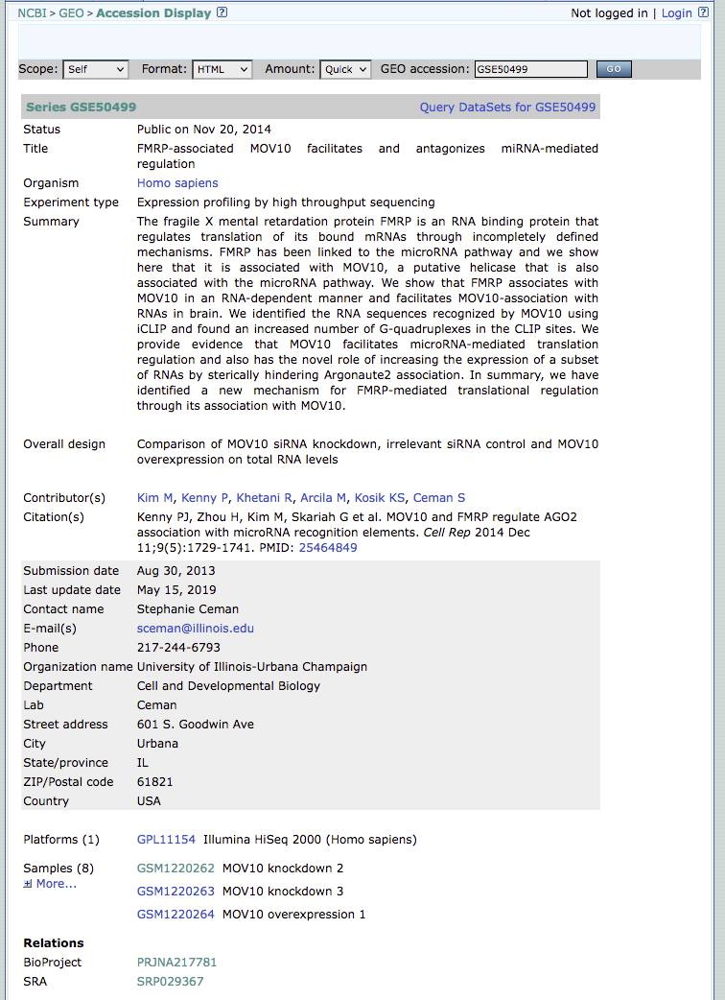 NCBI > GEO > Accession Display ? Not logged in | Login ?
Scope: Self Format: HTML Amount: Quick GEO accession: GSE50499 GO
Series GSE50499 Query DataSets for GSE50499
Status Public on Nov 20, 2014
Title FMRP-associated MOV10 facilitates and antagonizes miRNA-mediated
regulation
Organism Homo sapiens
Experiment type Expression profiling by high throughput sequencing
Summary The fragile X mental retardation protein FMRP is an RNA binding protein that
regulates translation of its bound mRNAs through incompletely defined
mechanisms. FMRP has been linked to the microRNA pathway and we show
here that it is associated with MOV10, a putative helicase that is also
associated with the microRNA pathway. We show that FMRP associates with
MOV10 in an RNA-dependent manner and facilitates MOV10-association with
RNAs in brain. We identified the RNA sequences recognized by MOV10 using
iCLIP and found an increased number of G-quadruplexes in the CLIP sites. We
provide evidence that MOV10 facilitates microRNA-mediated translation
regulation and also has the novel role of increasing the expression of a subset
of RNAs by sterically hindering Argonaute2 association. In summary, we have
identified a new mechanism for FMRP-mediated translational regulation
through its association with MOV10.
Overall design Comparison of MOV10 siRNA knockdown, irrelevant siRNA control and MOV10
overexpression on total RNA levels
Contributor(s) Kim M, Kenny P, Khetani R, Arcila M, Kosik KS, Ceman S
Citation(s) Kenny PJ, Zhou H, Kim M, Skariah G et al. MOV10 and FMRP regulate AGO2
association with microRNA recognition elements. Cell Rep 2014 Dec
11;9(5):1729-1741. PMID: 25464849
Submission date Aug 30, 2013
Last update date May 15, 2019
Contact name Stephanie Ceman
E-mail(s) sceman@illinois.edu
Phone 217-244-6793
Organization name University of Illinois-Urbana Champaign
Department Cell and Developmental Biology
Lab Ceman
Street address 601 S. Goodwin Ave
City Urbana
State/province IL
ZIP/Postal code 61821
Country USA
Platforms (1) GPL11154 Illumina HiSeq 2000 (Homo sapiens)
Samples (8) GSM1220262 MOV10 knockdown 2
More... GSM1220263 MOV10 knockdown 3
GSM1220264 MOV10 overexpression 1
Relations
BioProject PRJNA217781
SRA SRP029367